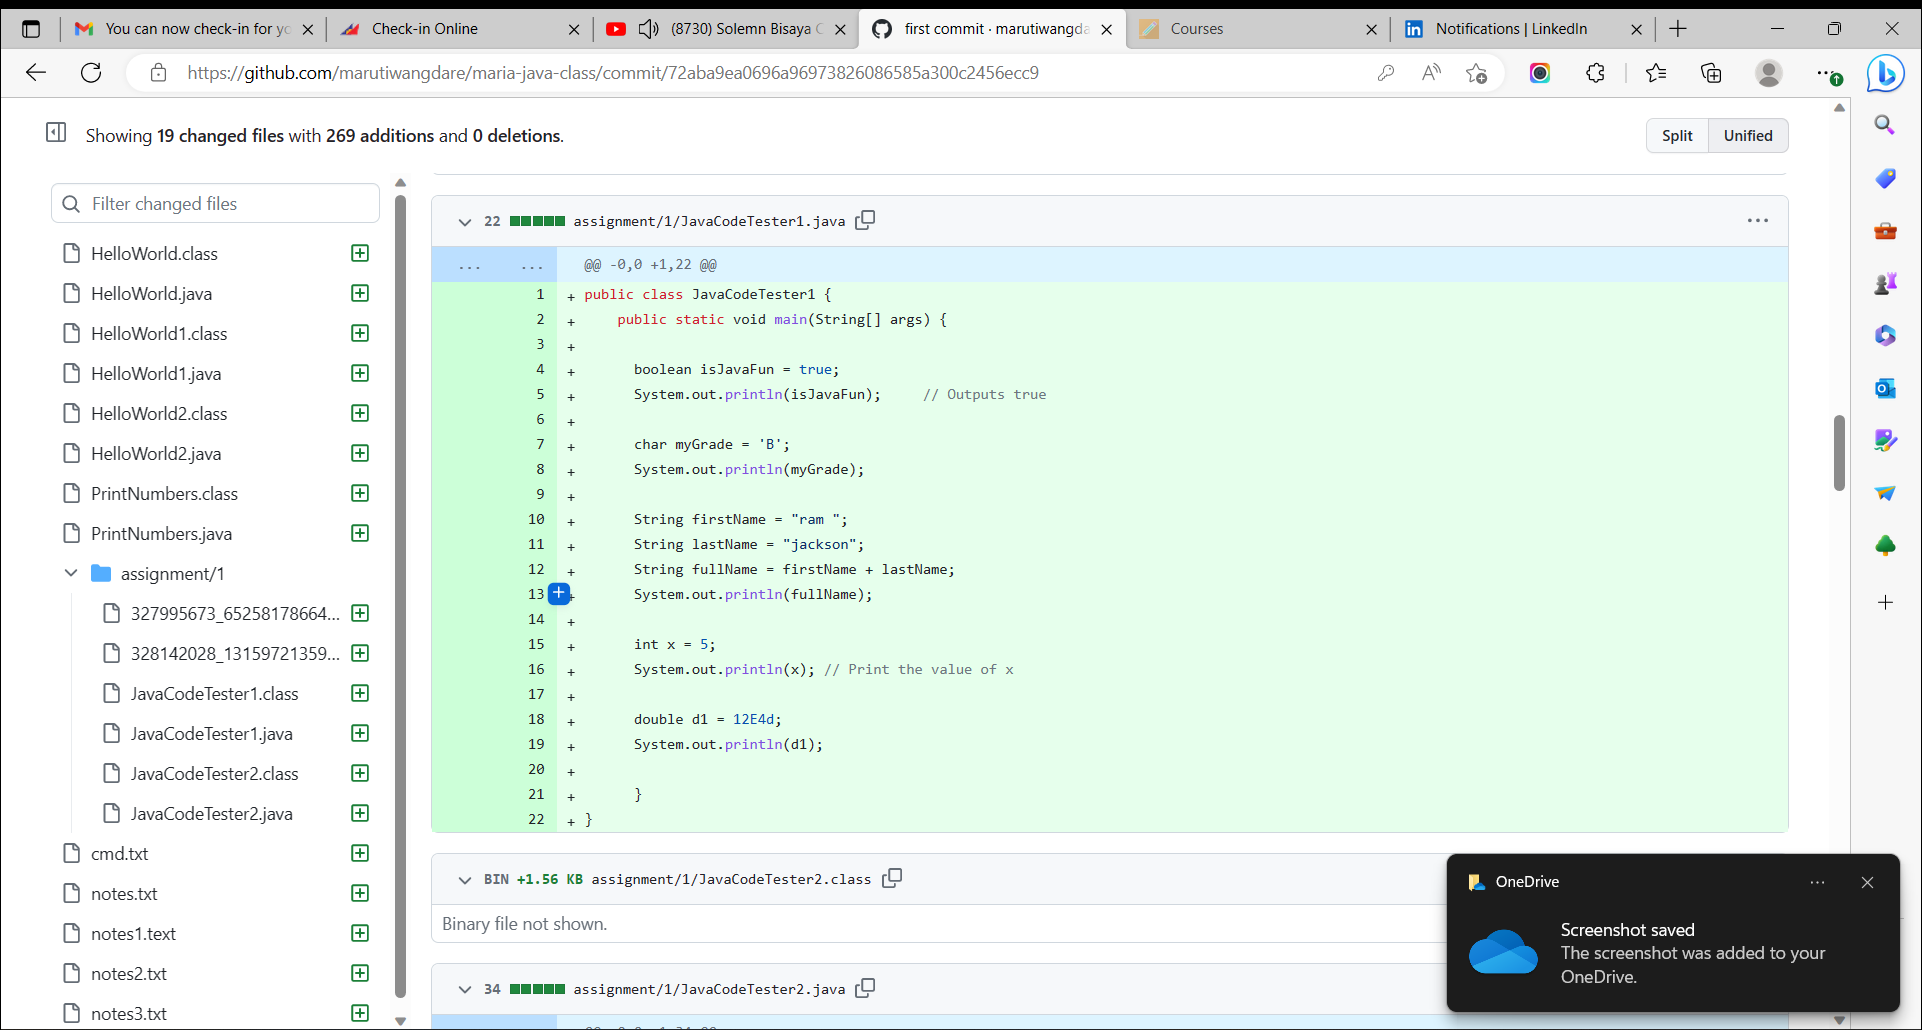 You can now check-in for yo
Check-in Online
(8730) Solemn Bisaya C
first commit · marutiwangda
Courses
Notifications | LinkedIn
https://github.com/marutiwangdare/maria-java-class/commit/72aba9ea0696a96973826086585a300c2456ecc9
Showing 19 changed files with 269 additions and 0 deletions.
Split
Unified
Filter changed files
HelloWorld.class
HelloWorld.java
HelloWorld1.class
HelloWorld1.java
HelloWorld2.class
HelloWorld2.java
PrintNumbers.class
PrintNumbers.java
assignment/1
327995673_65258178664...
328142028_13159721359...
JavaCodeTester1.class
JavaCodeTester1.java
JavaCodeTester2.class
JavaCodeTester2.java
cmd.txt
notes.txt
notes1.text
notes2.txt
notes3.txt
22 assignment/1/JavaCodeTester1.java
... ... @@ -0,0 +1,22 @@
1 + public class JavaCodeTester1 {
2 + public static void main(String[] args) {
3 +
4 + boolean isJavaFun = true;
5 + System.out.println(isJavaFun); // Outputs true
6 +
7 + char myGrade = 'B';
8 + System.out.println(myGrade);
9 +
10 + String firstName = "ram ";
11 + String lastName = "jackson";
12 + String fullName = firstName + lastName;
13 + System.out.println(fullName);
14 +
15 + int x = 5;
16 + System.out.println(x); // Print the value of x
17 +
18 + double d1 = 12E4d;
19 + System.out.println(d1);
20 +
21 + }
22 + }
BIN +1.56 KB assignment/1/JavaCodeTester2.class
Binary file not shown.
34 assignment/1/JavaCodeTester2.java
OneDrive
Screenshot saved
The screenshot was added to your
OneDrive.